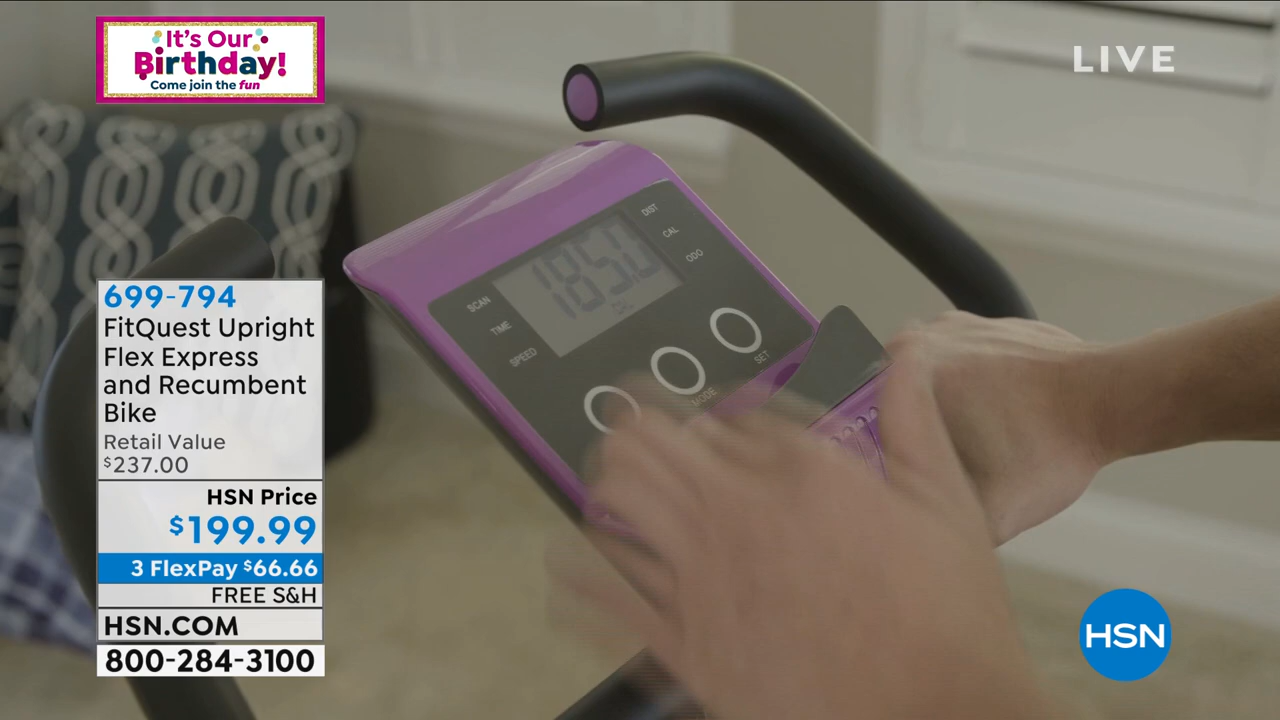 It's Our
Birthday!
Come join the fun
LIVE
699-794
FitQuest Upright
Flex Express
and Recumbent
Bike
Retail Value
$237.00
HSN Price
$199.99
3 FlexPay $66.66
FREE S&H
HSN.COM
800-284-3100
DIST
CAL
ODO
185.0
SCAN
TIME
SPEED
SET
MODE
HSN